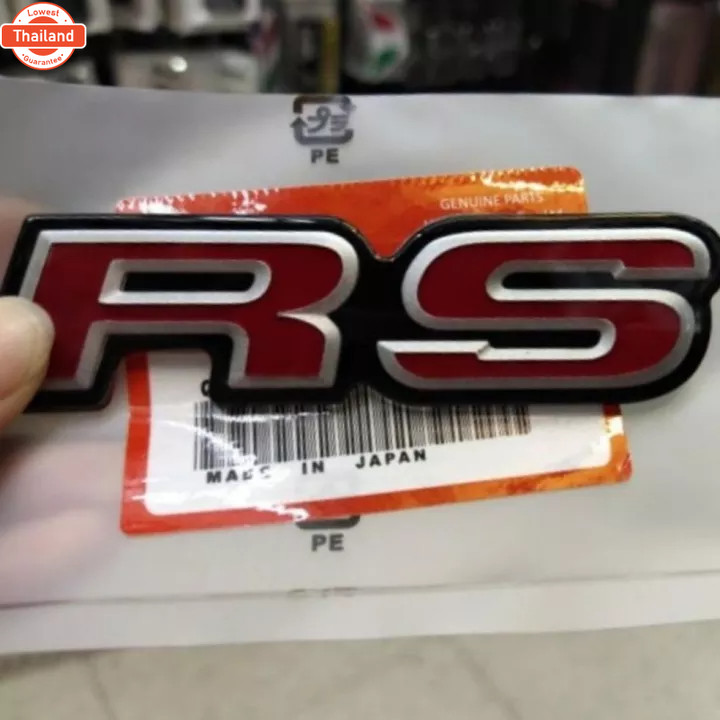 Lowest
Thailand
Guarantee
PE
GENUINE PARTS
RS
MADE IN JAPAN
PE